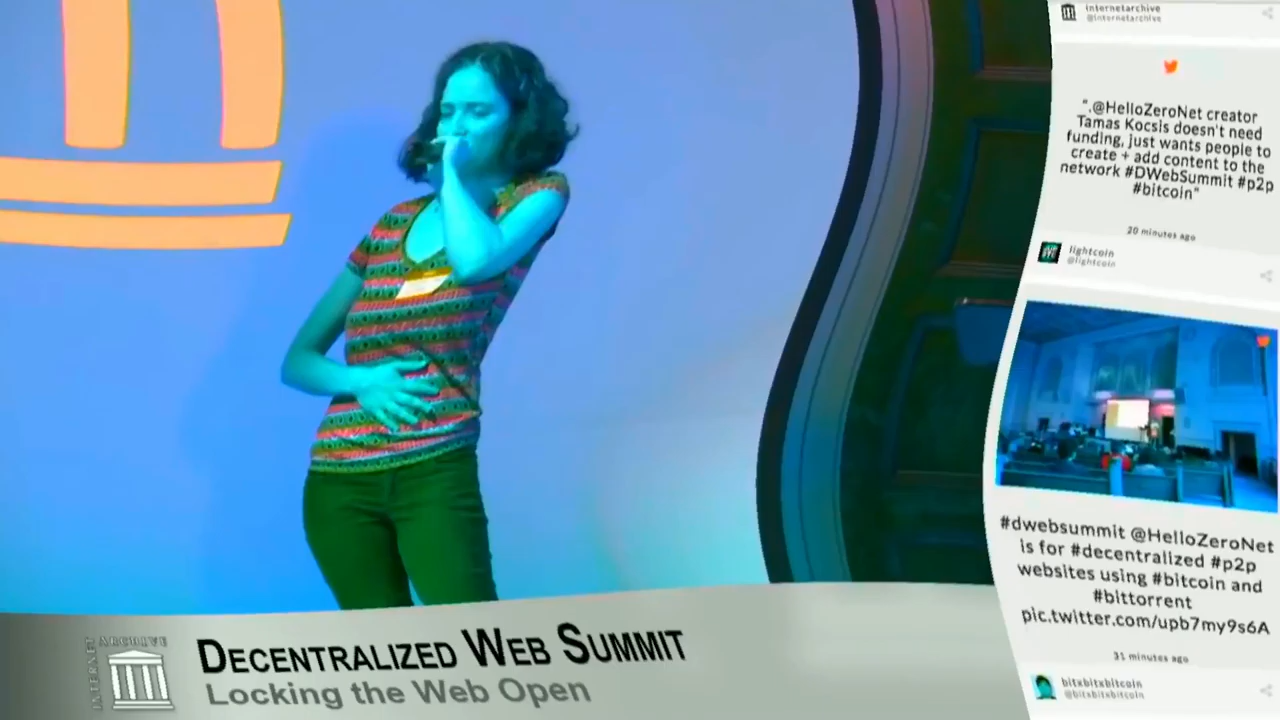 internetarchive
@internetarchive
“.@HelloZeroNet creator
Tamas Kocsis doesn't need
funding, just wants people to
create + add content to the
network #DWebSummit #p2p
#bitcoin"
20 minutes ago
lightcoin
@lightcoin
#dwebsummit @HelloZeroNet
is for #decentralized #p2p
websites using #bitcoin and
#bittorrent
pic.twitter.com/upb7my9s6A
31 minutes ago
bitxbitxbitcoin
@bitxbitxbitcoin
INTERNET ARCHIVE
DECENTRALIZED WEB SUMMIT
Locking the Web Open